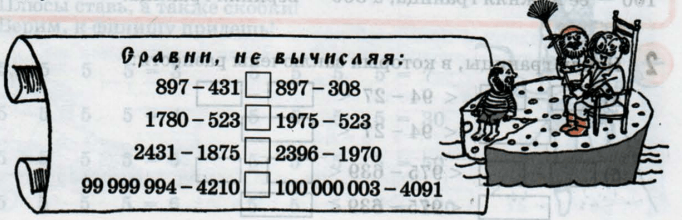 Сравни, не вычисляя:
897 – 431 □ 897 – 308
1780 – 523 □ 1975 – 523
2431 – 1875 □ 2396 – 1970
99 999 994 – 4210 □ 100 000 003 – 4091